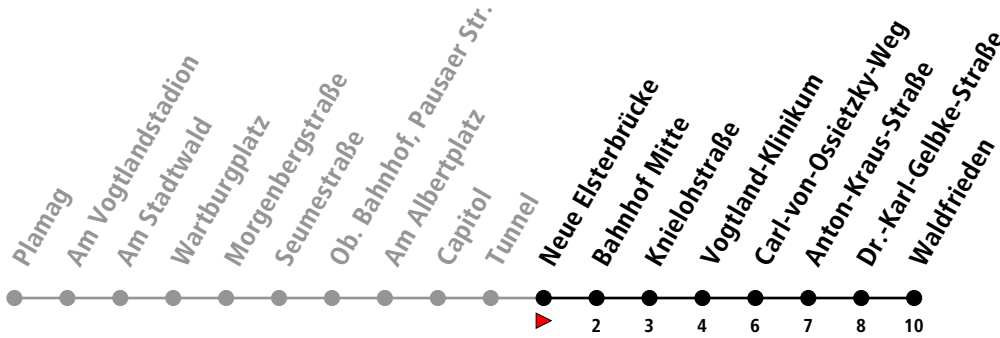 Plamag
Am Vogtlandstadion
Am Stadtwald
Wartburgplatz
Morgenbergstraße
Seumestraße
Ob. Bahnhof, Pausaer Str.
Am Albertplatz
Capitol
Tunnel
Neue Elsterbrücke
Bahnhof Mitte
Knielohstraße
Vogtland-Klinikum
Carl-von-Ossietzky-Weg
Anton-Kraus-Straße
Dr.-Karl-Gelbke-Straße
Waldfrieden
2 3 4 6 7 8 10